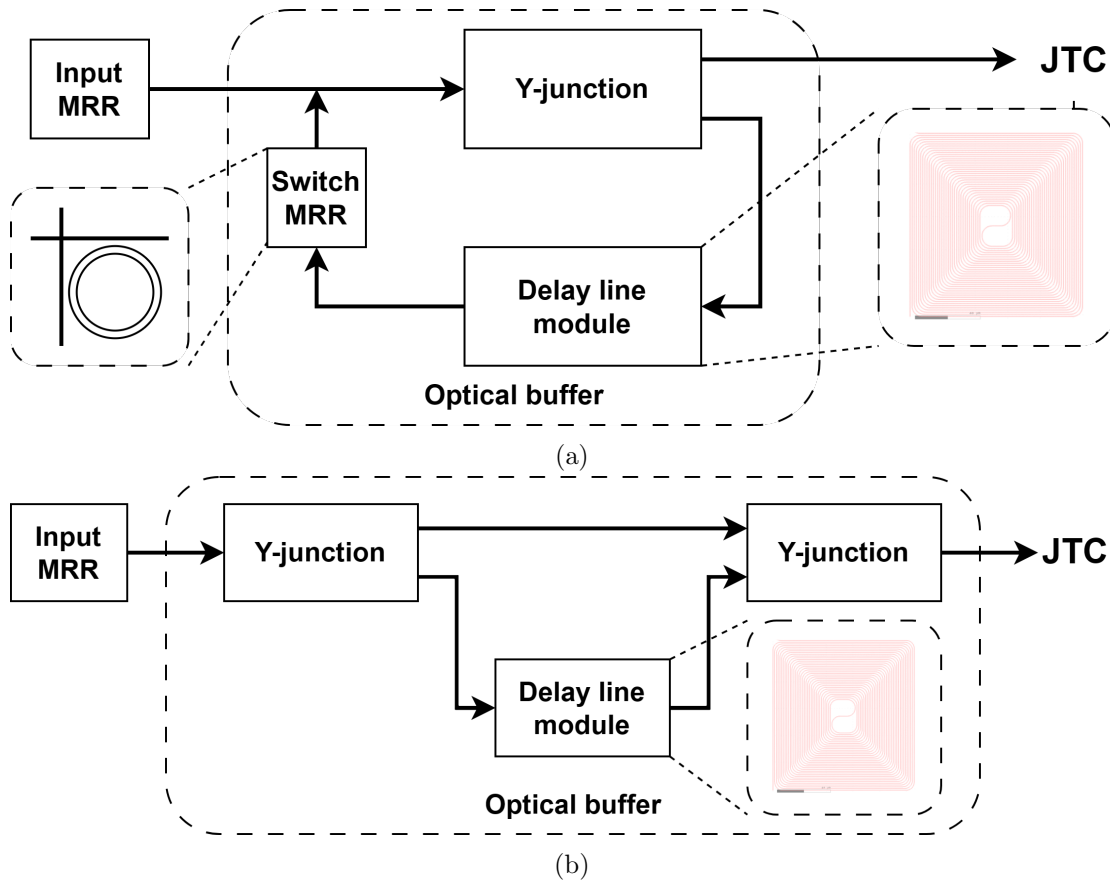 Input
MRR
Y-junction
JTC
Switch
MRR
Delay line
module
Optical buffer
(a)
Input
MRR
Y-junction
Y-junction
JTC
Delay line
module
Optical buffer
(b)